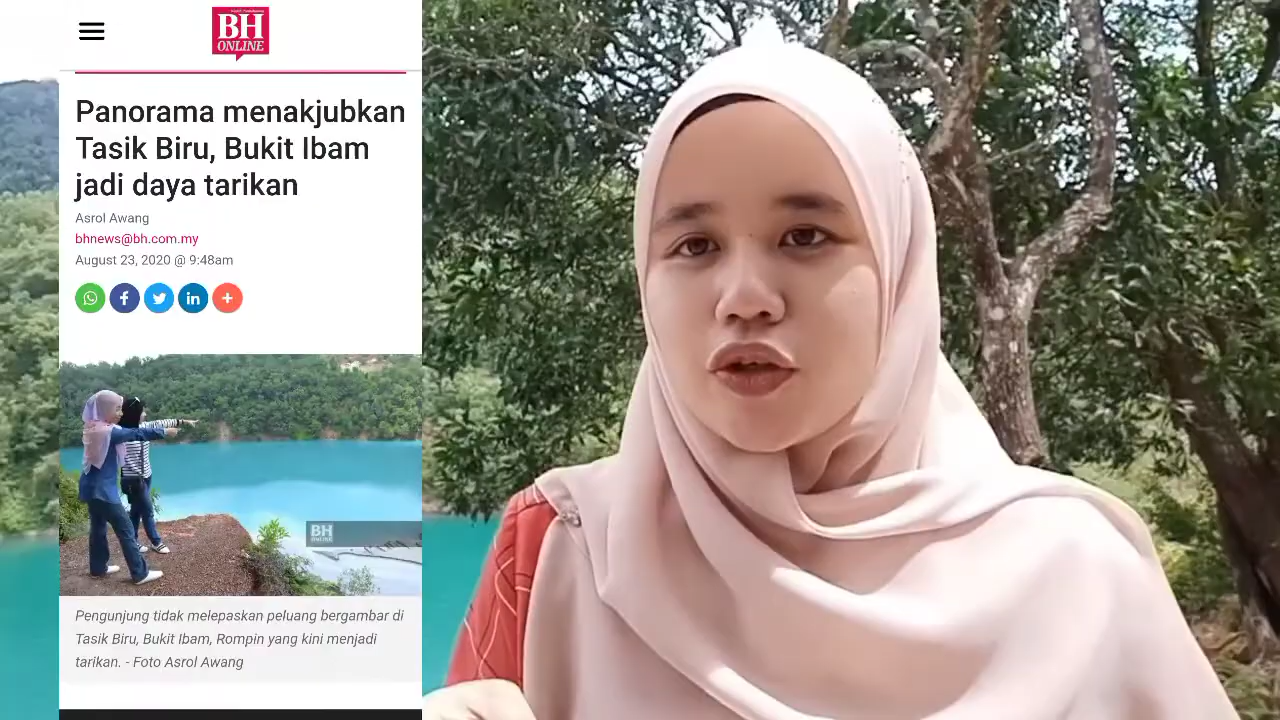 BH
ONLINE
Panorama menakjubkan
Tasik Biru, Bukit Ibam
jadi daya tarikan
Asrol Awang
bhnews@bh.com.my
August 23, 2020 @ 9:48am
BH
Pengunjung tidak melepaskan peluang bergambar di
Tasik Biru, Bukit Ibam, Rompin yang kini menjadi
tarikan. - Foto Asrol Awang